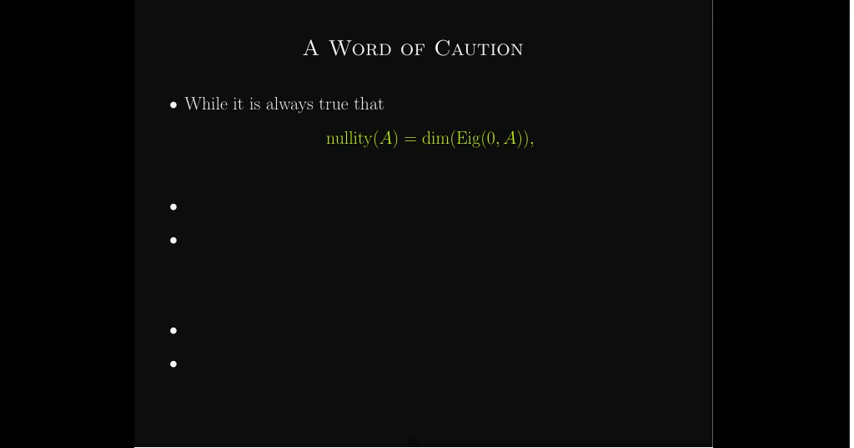 A Word of Caution
• While it is always true that
nullity(A) = dim(Eig(0, A)),
•
•
•
•